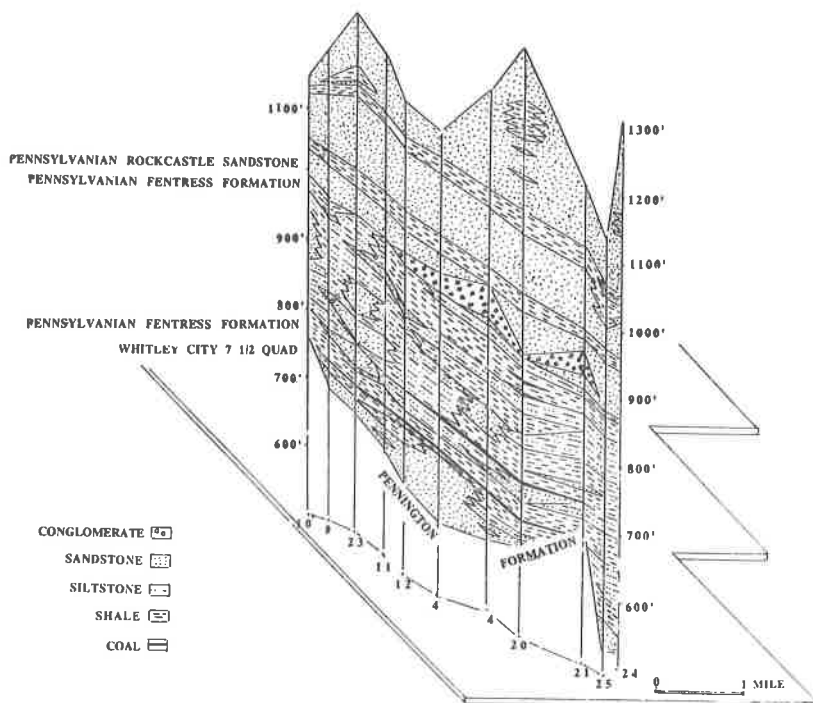 1100'
PENNSYLVANIAN ROCKCASTLE SANDSTONE
PENNSYLVANIAN FENTRESS FORMATION
900'
800'
PENNSYLVANIAN FENTRESS FORMATION
WHITLEY CITY 7 1/2 QUAD
700'
600'
1300'
1200'
1100'
1000'
900'
800'
700'
600'
PENNINGTON
FORMATION
10 9 23 11 12 4 4 20 21 25 24
CONGLOMERATE
SANDSTONE
SILTSTONE
SHALE
COAL
0 1 MILE